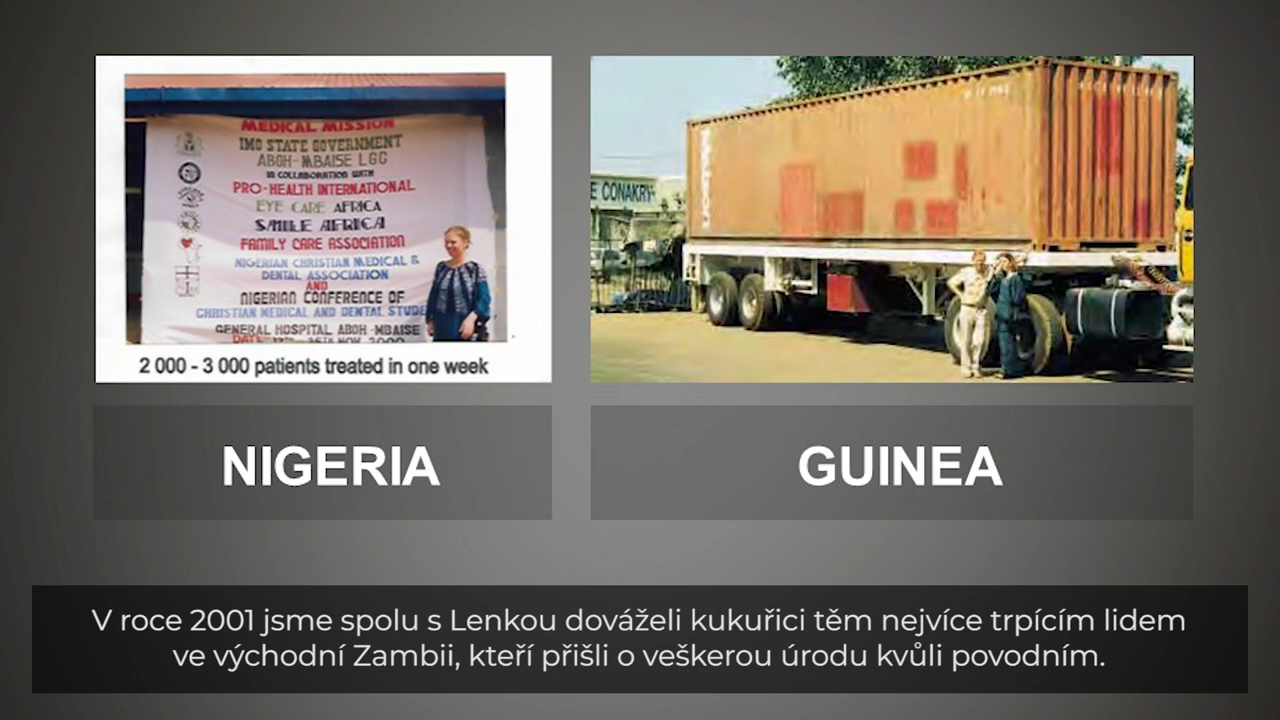 MEDICAL MISSION
IMO STATE GOVERNMENT
ABOH-MBAISE LGC
IN COLLABORATION WITH
PRO-HEALTH INTERNATIONAL
EYE CARE AFRICA
SMILE AFRICA
FAMILY CARE ASSOCIATION
NIGERIAN CHRISTIAN MEDICAL &
DENTAL ASSOCIATION
AND
NIGERIAN CONFERENCE OF
CHRISTIAN MEDICAL AND DENTAL STUDE
GENERAL HOSPITAL ABOH-MBAISE
2 000 - 3 000 patients treated in one week
E CONAKRY
NIGERIA
GUINEA
V roce 2001 jsme spolu s Lenkou dováželi kukuřici těm nejvíce trpícím lidem
ve východní Zambii, kteří přišli o veškerou úrodu kvůli povodním.